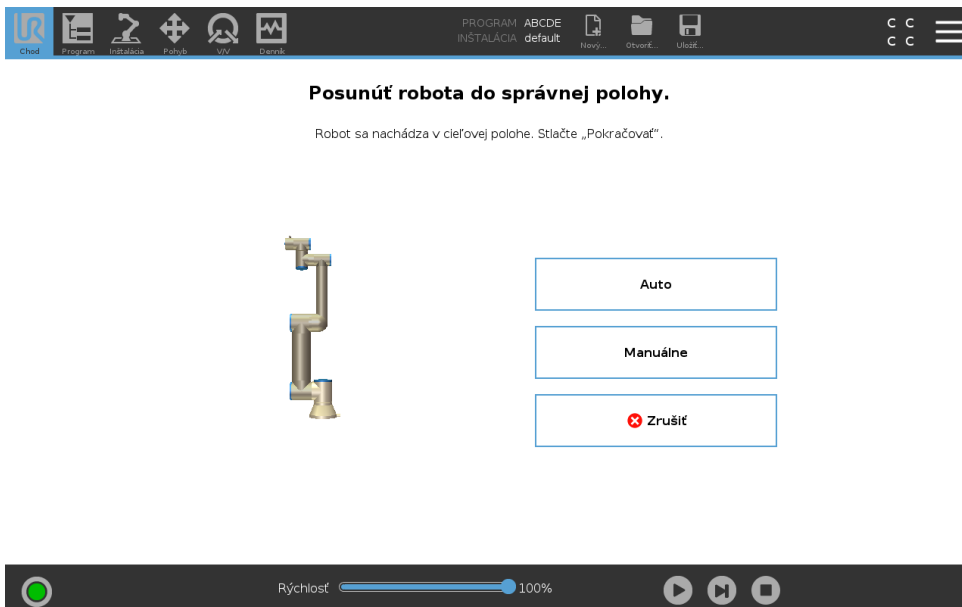 UR
Chod
Program
Inštalácia
Pohyb
V/V
Denník
PROGRAM ABCDE
INŠTALÁCIA default
Nový...
Otvoriť...
Uložiť...
C C
C C
Posunúť robota do správnej polohy.
Robot sa nachádza v cieľovej polohe. Stlačte „Pokračovať“.
Auto
Manuálne
Zrušiť
Rýchlosť
100%